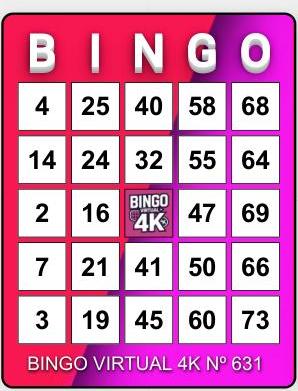 B I N G O
4 25 40 58 68
14 24 32 55 64
2 16 BINGO VIRTUAL 4K 47 69
7 21 41 50 66
3 19 45 60 73
BINGO VIRTUAL 4K Nº 631